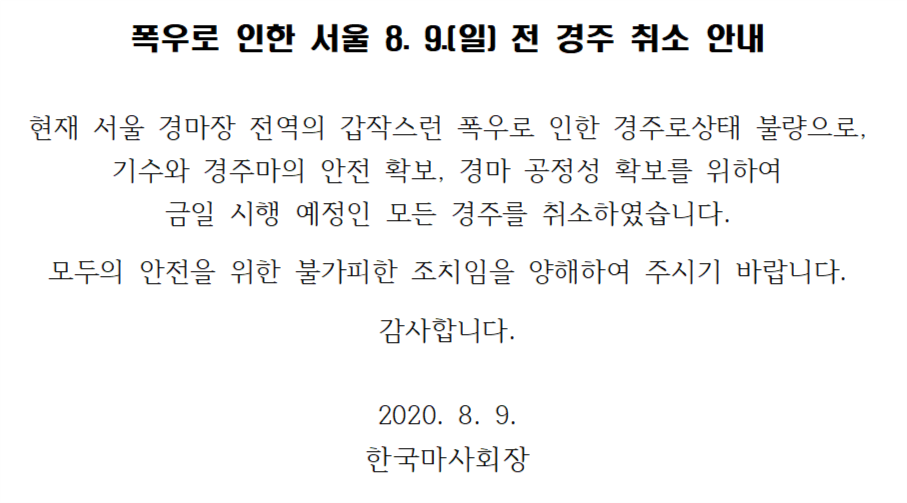 폭우로 인한 서울 8. 9.(일) 전 경주 취소 안내
현재 서울 경마장 전역의 갑작스런 폭우로 인한 경주로상태 불량으로,
기수와 경주마의 안전 확보, 경마 공정성 확보를 위하여
금일 시행 예정인 모든 경주를 취소하였습니다.
모두의 안전을 위한 불가피한 조치임을 양해하여 주시기 바랍니다.
감사합니다.
2020. 8. 9.
한국마사회장